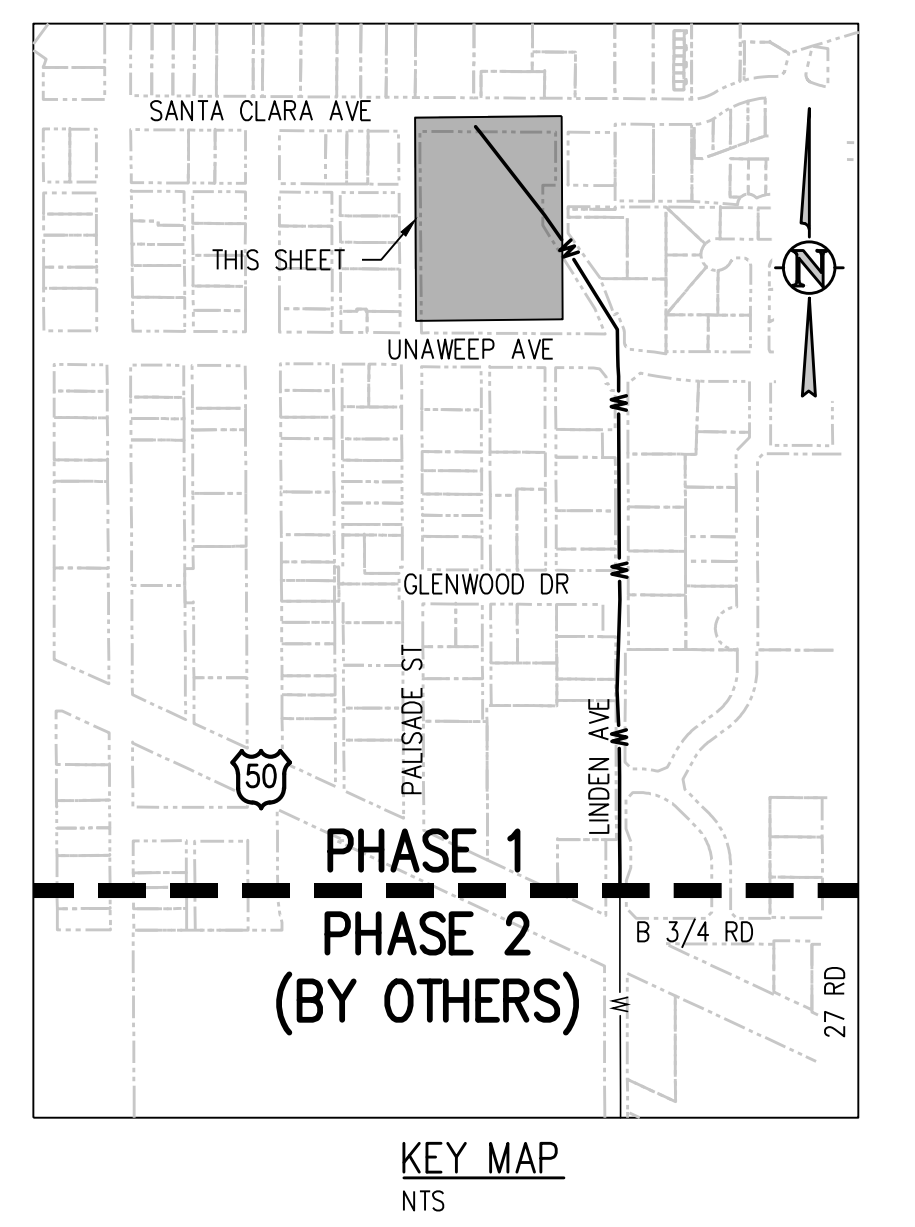 SANTA CLARA AVE
THIS SHEET
W
N
UNAWEEP AVE
W
W
GLENWOOD DR
PALISADE ST
LINDEN AVE
W
50
PHASE 1
PHASE 2
(BY OTHERS)
B 3/4 RD
27 RD
W
KEY MAP
NTS